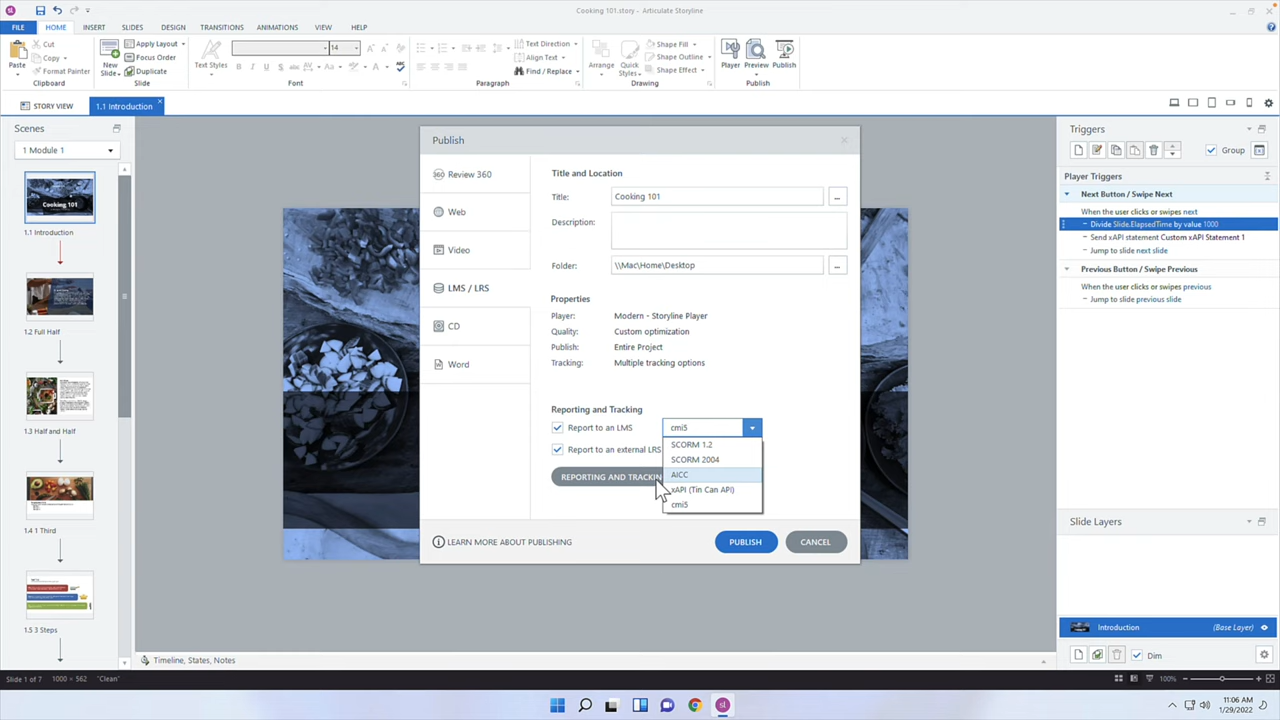 Cooking 101.story - Articulate Storyline
FILE HOME INSERT SLIDES DESIGN TRANSITIONS ANIMATIONS VIEW HELP
Paste
Cut
Copy
Format Painter
Clipboard
New Slide
Apply Layout
Focus Order
Duplicate
Slide
Text Styles
14
Font
Text Direction
Align Text
Find / Replace
Paragraph
Arrange
Quick Styles
Shape Fill
Shape Outline
Shape Effect
Drawing
Player
Preview
Publish
Publish
STORY VIEW
1.1 Introduction
Scenes
1 Module 1
Cooking 101
1.1 Introduction
1.2 Full Half
1.3 Half and Half
1.4 1 Third
1.5 3 Steps
Publish
360 Review 360
Web
Video
LMS / LRS
CD
Word
Title and Location
Title: Cooking 101 ...
Description:
Folder: \\Mac\Home\Desktop ...
Properties
Player: Modern - Storyline Player
Quality: Custom optimization
Publish: Entire Project
Tracking: Multiple tracking options
Reporting and Tracking
Report to an LMS cmi5
SCORM 1.2
SCORM 2004
AICC
xAPI (Tin Can API)
cmi5
Report to an external LRS
REPORTING AND TRACKIN
LEARN MORE ABOUT PUBLISHING
PUBLISH CANCEL
Triggers
Group
Player Triggers
Next Button / Swipe Next
When the user clicks or swipes next
- Divide Slide.ElapsedTime by value 1000
- Send xAPI statement Custom xAPI Statement 1
- Jump to slide next slide
Previous Button / Swipe Previous
When the user clicks or swipes previous
- Jump to slide previous slide
Slide Layers
Introduction (Base Layer)
Dim
Timeline, States, Notes
Slide 1 of 7 1000 × 562 "Clean" 100%
11:06 AM
1/29/2022